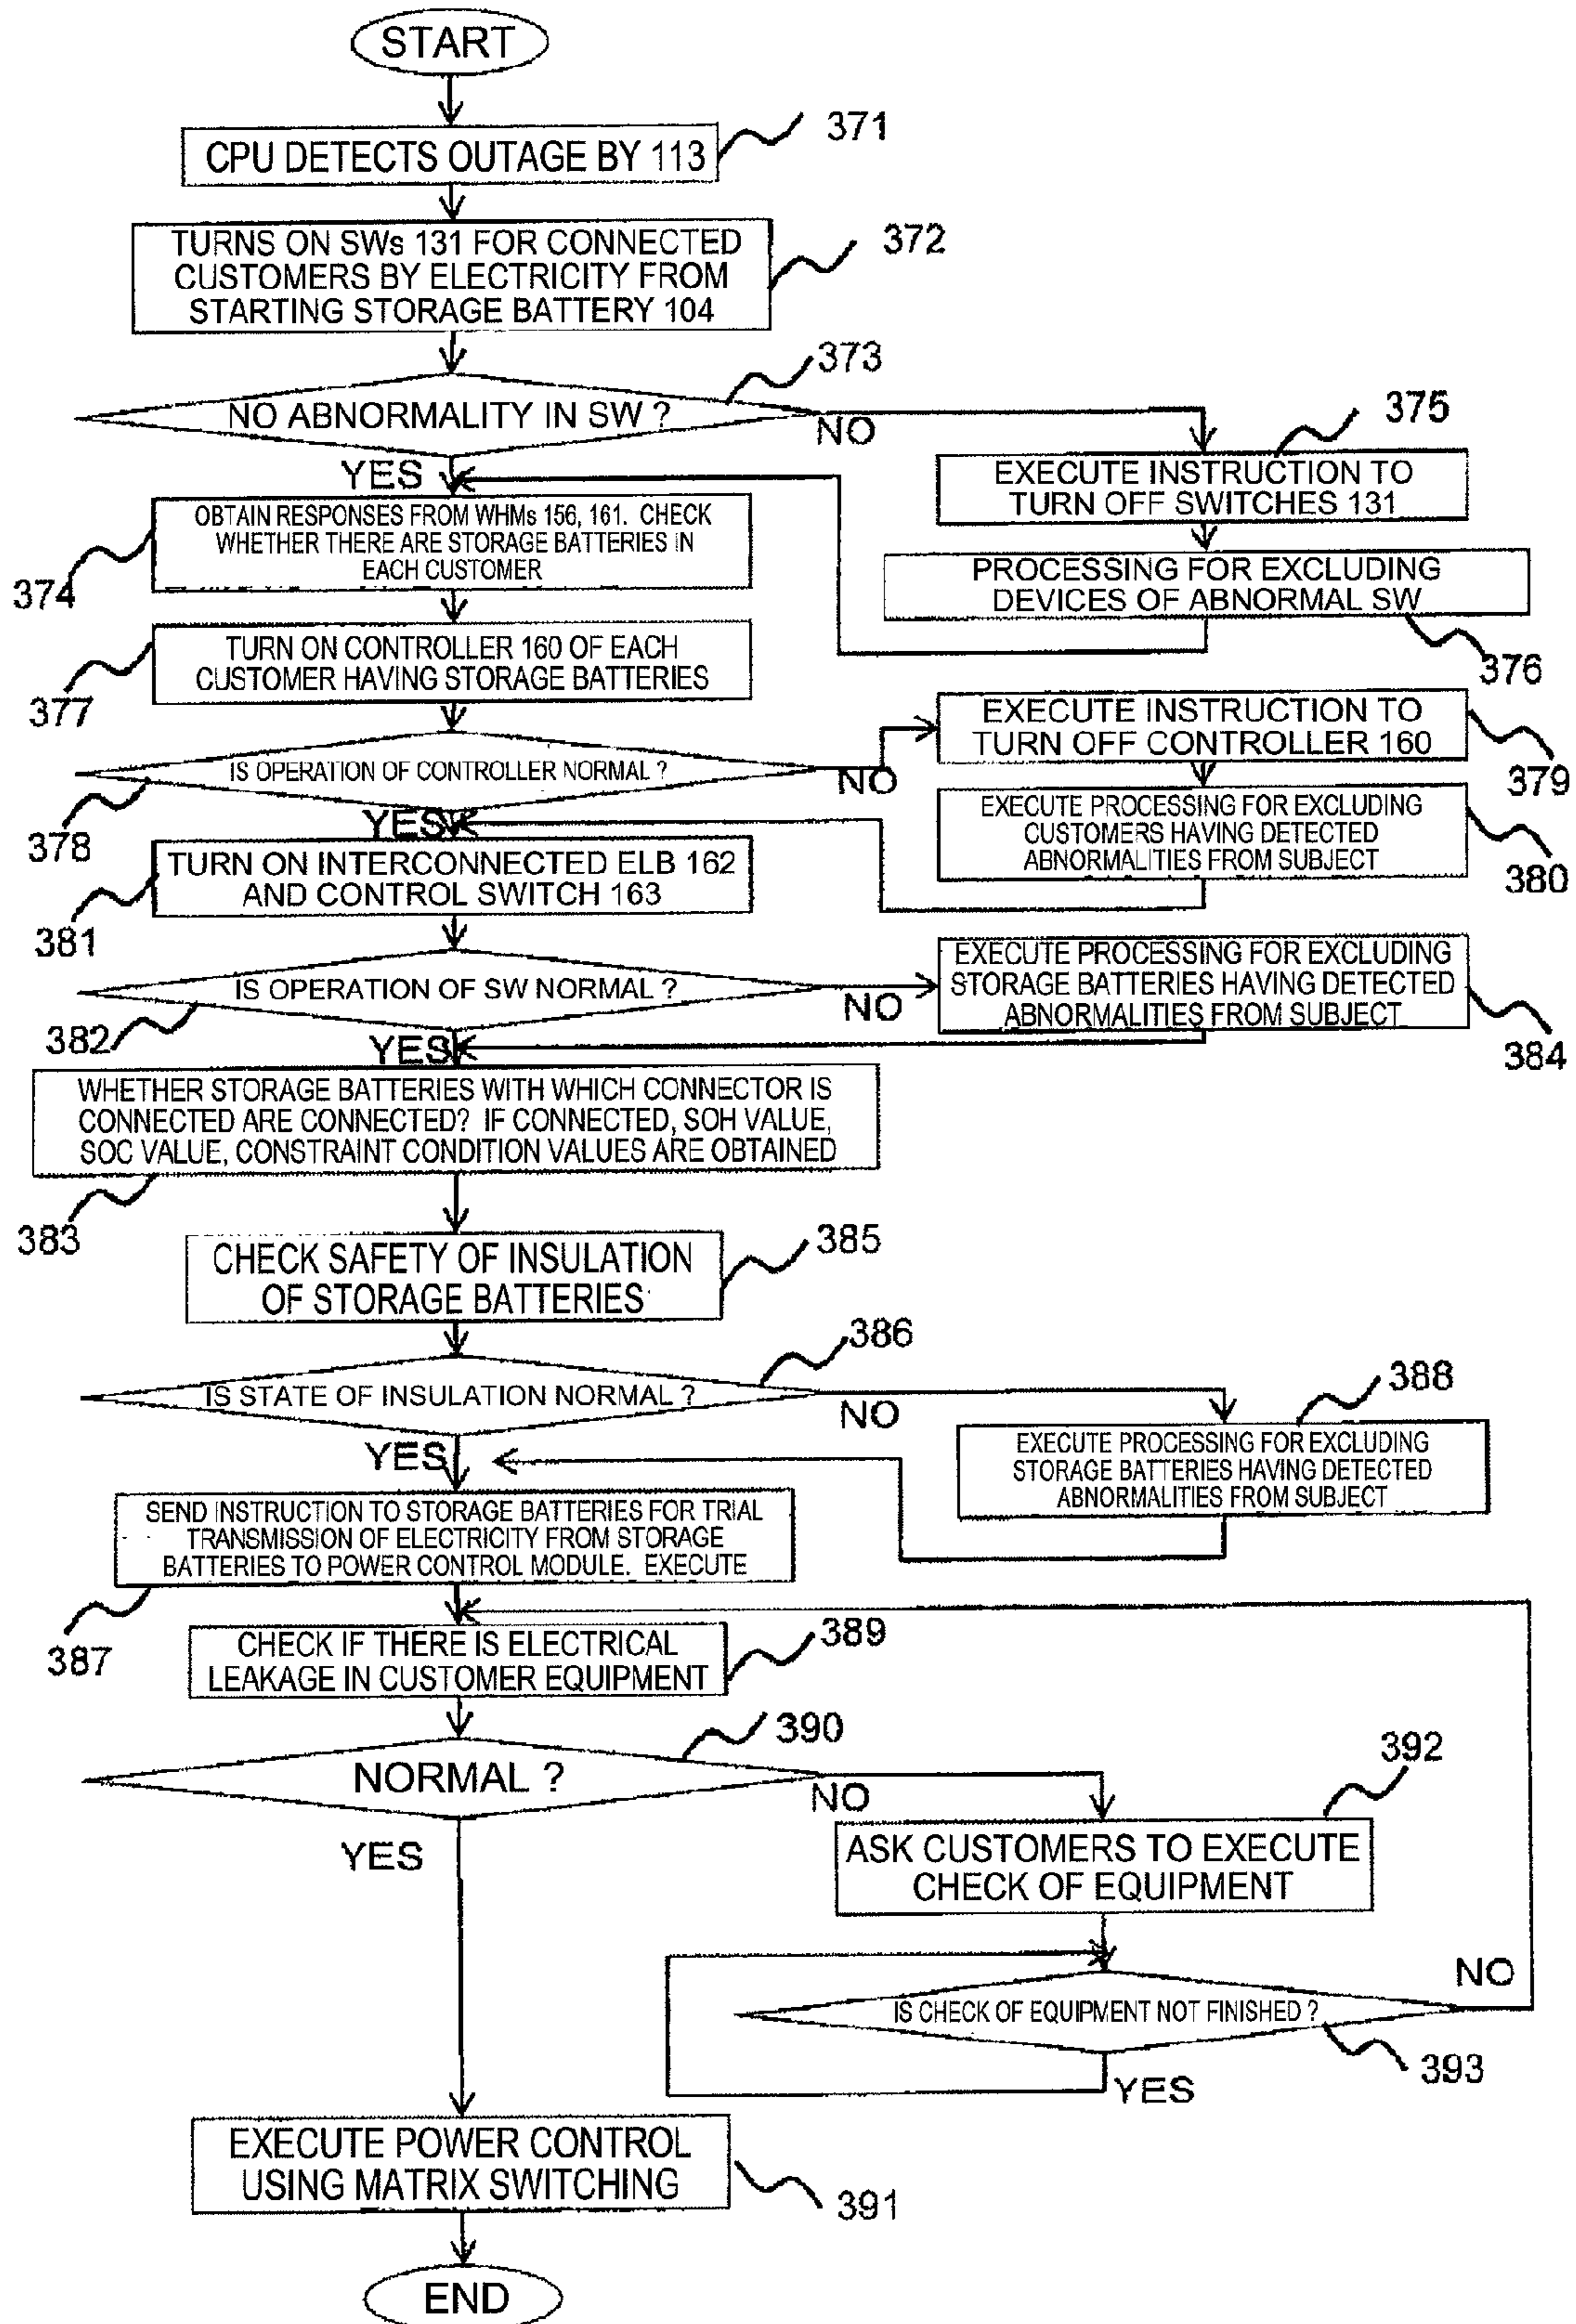 START
371
CPU DETECTS OUTAGE BY 113
372
TURNS ON SWs 131 FOR CONNECTED
CUSTOMERS BY ELECTRICITY FROM
STARTING STORAGE BATTERY 104
373
NO ABNORMALITY IN SW ?
NO
YES
375
EXECUTE INSTRUCTION TO
TURN OFF SWITCHES 131
OBTAIN RESPONSES FROM WHMs 156, 161. CHECK
WHETHER THERE ARE STORAGE BATTERIES IN
EACH CUSTOMER
374
PROCESSING FOR EXCLUDING
DEVICES OF ABNORMAL SW
376
TURN ON CONTROLLER 160 OF EACH
CUSTOMER HAVING STORAGE BATTERIES
377
EXECUTE INSTRUCTION TO
TURN OFF CONTROLLER 160
379
IS OPERATION OF CONTROLLER NORMAL ?
NO
378
YES
EXECUTE PROCESSING FOR EXCLUDING
CUSTOMERS HAVING DETECTED
ABNORMALITIES FROM SUBJECT
380
TURN ON INTERCONNECTED ELB 162
AND CONTROL SWITCH 163
381
IS OPERATION OF SW NORMAL ?
NO
382
YES
EXECUTE PROCESSING FOR EXCLUDING
STORAGE BATTERIES HAVING DETECTED
ABNORMALITIES FROM SUBJECT
384
WHETHER STORAGE BATTERIES WITH WHICH CONNECTOR IS
CONNECTED ARE CONNECTED? IF CONNECTED, SOH VALUE,
SOC VALUE, CONSTRAINT CONDITION VALUES ARE OBTAINED
383
CHECK SAFETY OF INSULATION
OF STORAGE BATTERIES
385
386
IS STATE OF INSULATION NORMAL ?
NO
YES
388
EXECUTE PROCESSING FOR EXCLUDING
STORAGE BATTERIES HAVING DETECTED
ABNORMALITIES FROM SUBJECT
SEND INSTRUCTION TO STORAGE BATTERIES FOR TRIAL
TRANSMISSION OF ELECTRICITY FROM STORAGE
BATTERIES TO POWER CONTROL MODULE. EXECUTE
387
CHECK IF THERE IS ELECTRICAL
LEAKAGE IN CUSTOMER EQUIPMENT
389
390
NORMAL ?
NO
YES
392
ASK CUSTOMERS TO EXECUTE
CHECK OF EQUIPMENT
NO
IS CHECK OF EQUIPMENT NOT FINISHED ?
393
YES
EXECUTE POWER CONTROL
USING MATRIX SWITCHING
391
END